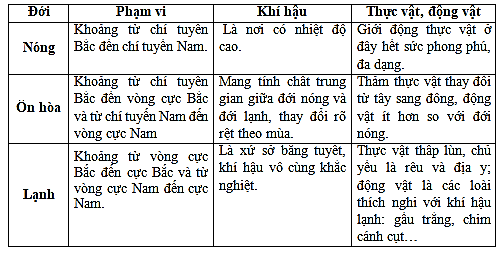 Đới Phạm vi Khí hậu Thực vật, động vật
Nóng
Khoảng từ chí tuyến
Bắc đến chí tuyến Nam.
Là nơi có nhiệt độ
cao.
Giới động thực vật ở
đây hết sức phong phú,
đa dạng.
Ôn hòa
Khoảng từ chí tuyến
Bắc đến vòng cực Bắc
và từ chí tuyến Nam đến
vòng cực Nam
Mang tính chất trung
gian giữa đới nóng và
đới lạnh, thay đổi rõ
rệt theo mùa.
Thảm thực vật thay đổi
từ tây sang đông, động
vật ít hơn so với đới
nóng.
Lạnh
Khoảng từ vòng cực
Bắc đến cực Bắc và từ
vòng cực Nam đến cực
Nam.
Là xứ sở băng tuyết,
khí hậu vô cùng khắc
nghiệt.
Thực vật thấp lùn, chủ
yếu là rêu và địa y;
động vật là các loài
thích nghi với khí hậu
lạnh: gấu trắng, chim
cánh cụt…